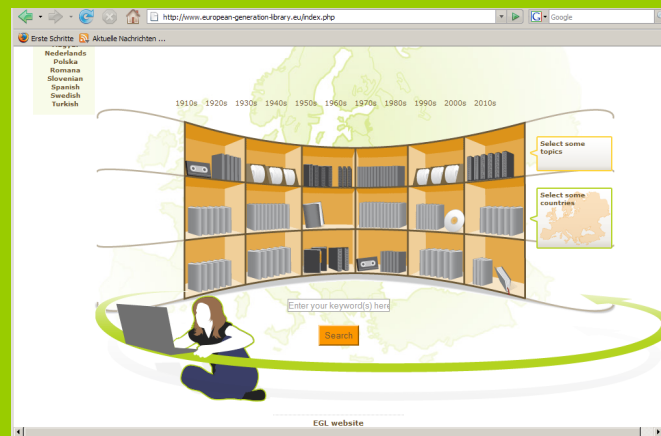 http://www.european-generation-library.eu/index.php
Google
Erste Schritte Aktuelle Nachrichten ...
Magyar
Nederlands
Polska
Romana
Slovenian
Spanish
Swedish
Turkish
1910s 1920s 1930s 1940s 1950s 1960s 1970s 1980s 1990s 2000s 2010s
Select some
topics
Select some
countries
Enter your keyword(s) here
Search
EGL website